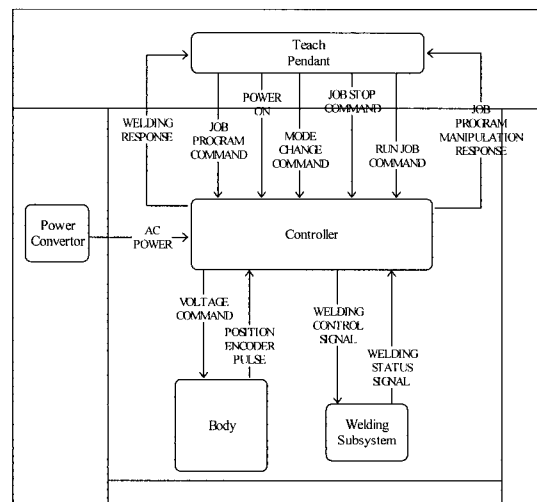 Teach
Pendant
WELDING
RESPONSE
JOB
PROGRAM
COMMAND
POWER
ON
MODE
CHANGE
COMMAND
JOB STOP
COMMAND
RUN JOB
COMMAND
JOB
PROGRAM
MANIPULATION
RESPONSE
Power
Convertor
AC
POWER
Controller
VOLTAGE
COMMAND
POSITION
ENCODER
PULSE
WELDING
CONTROL
SIGNAL
WELDING
STATUS
SIGNAL
Body
Welding
Subsystem